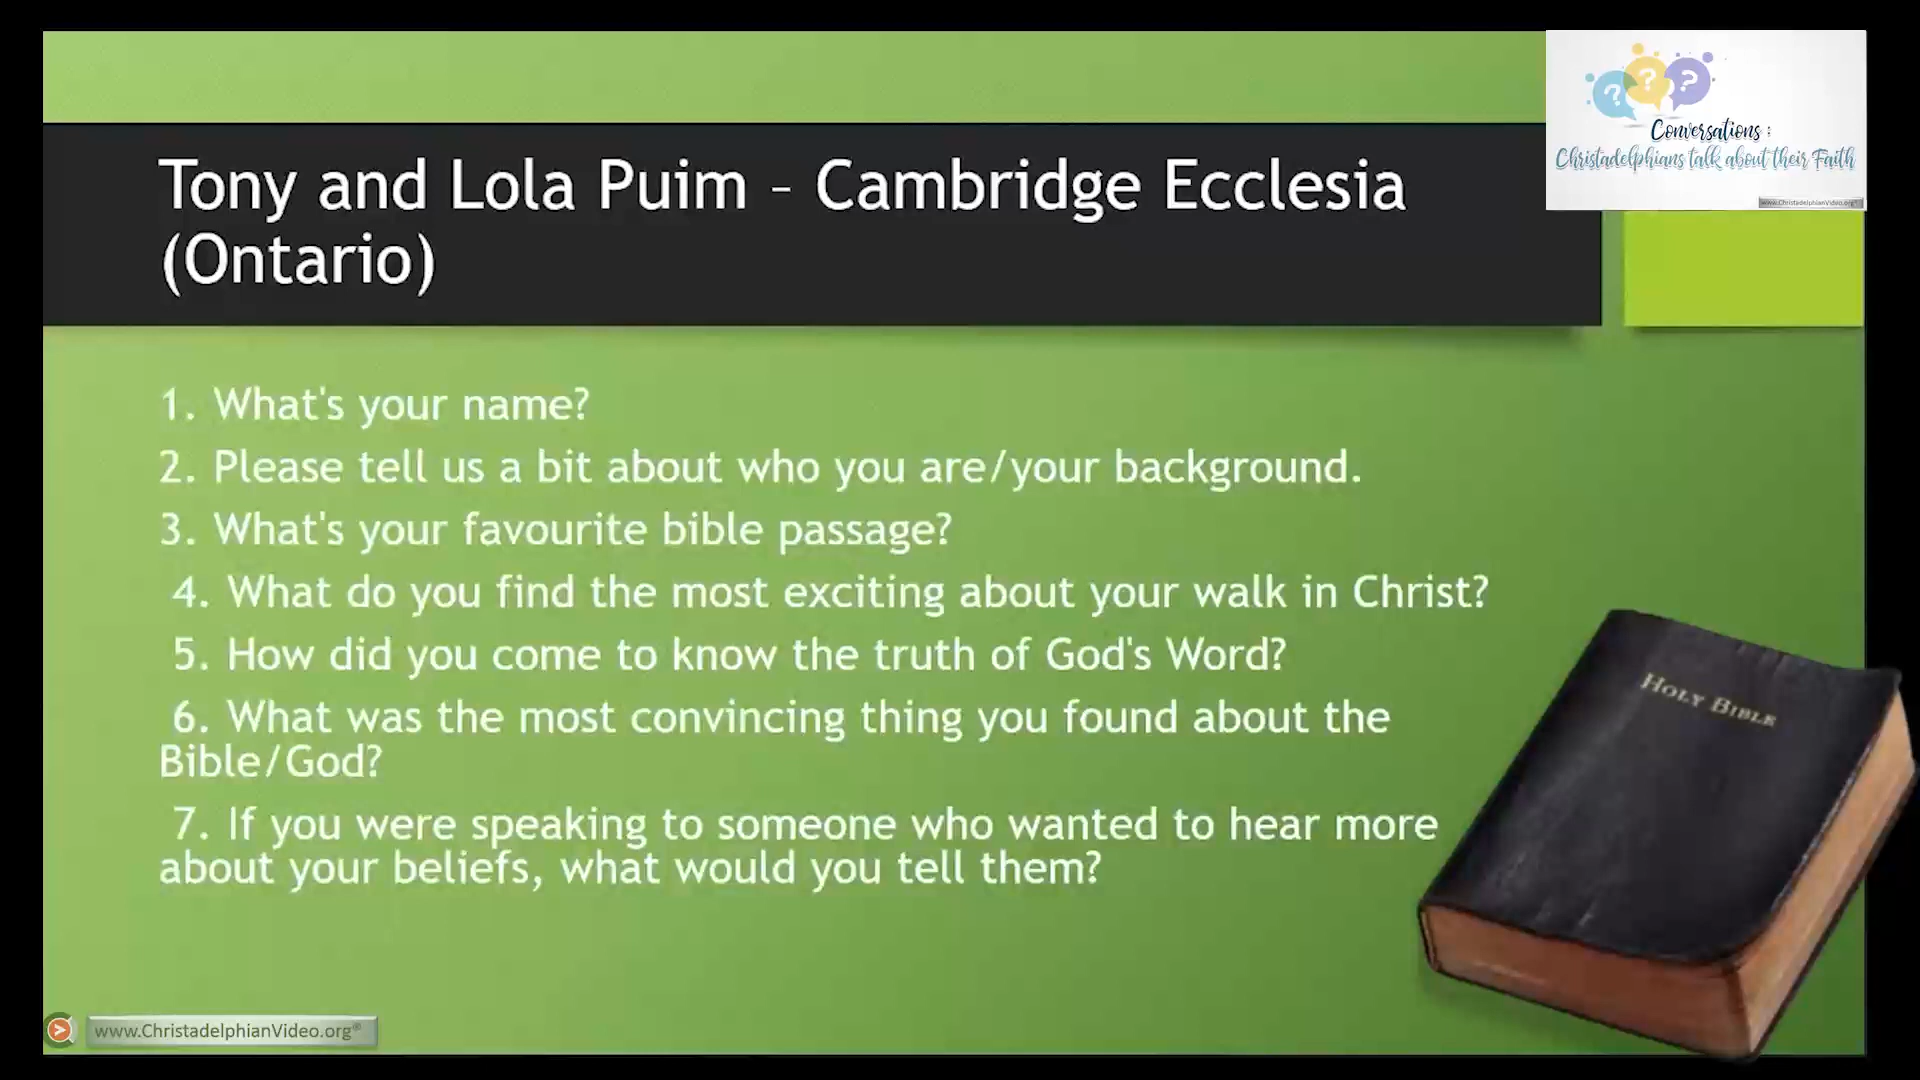 Conversations :
Christadelphians talk about their Faith
www.ChristadelphianVideo.org®
Tony and Lola Puim – Cambridge Ecclesia
(Ontario)
1. What's your name?
2. Please tell us a bit about who you are/your background.
3. What's your favourite bible passage?
4. What do you find the most exciting about your walk in Christ?
5. How did you come to know the truth of God's Word?
6. What was the most convincing thing you found about the
Bible/God?
7. If you were speaking to someone who wanted to hear more
about your beliefs, what would you tell them?
HOLY BIBLE
www.ChristadelphianVideo.org®